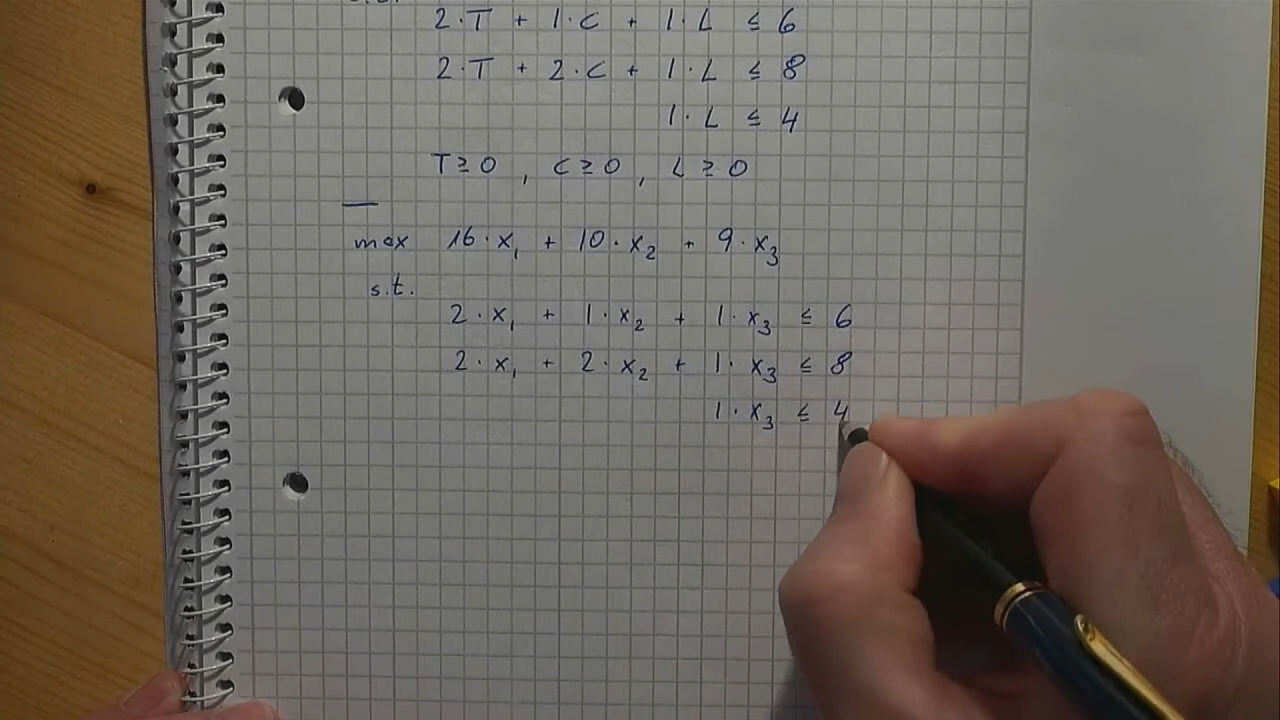 2·T + 1·C + 1·L ≤ 6
2·T + 2·C + 1·L ≤ 8
1·L ≤ 4
T ≥ 0 , C ≥ 0 , L ≥ 0
max 16·x₁ + 10·x₂ + 9·x₃
s.t.
2·x₁ + 1·x₂ + 1·x₃ ≤ 6
2·x₁ + 2·x₂ + 1·x₃ ≤ 8
1·x₃ ≤ 4